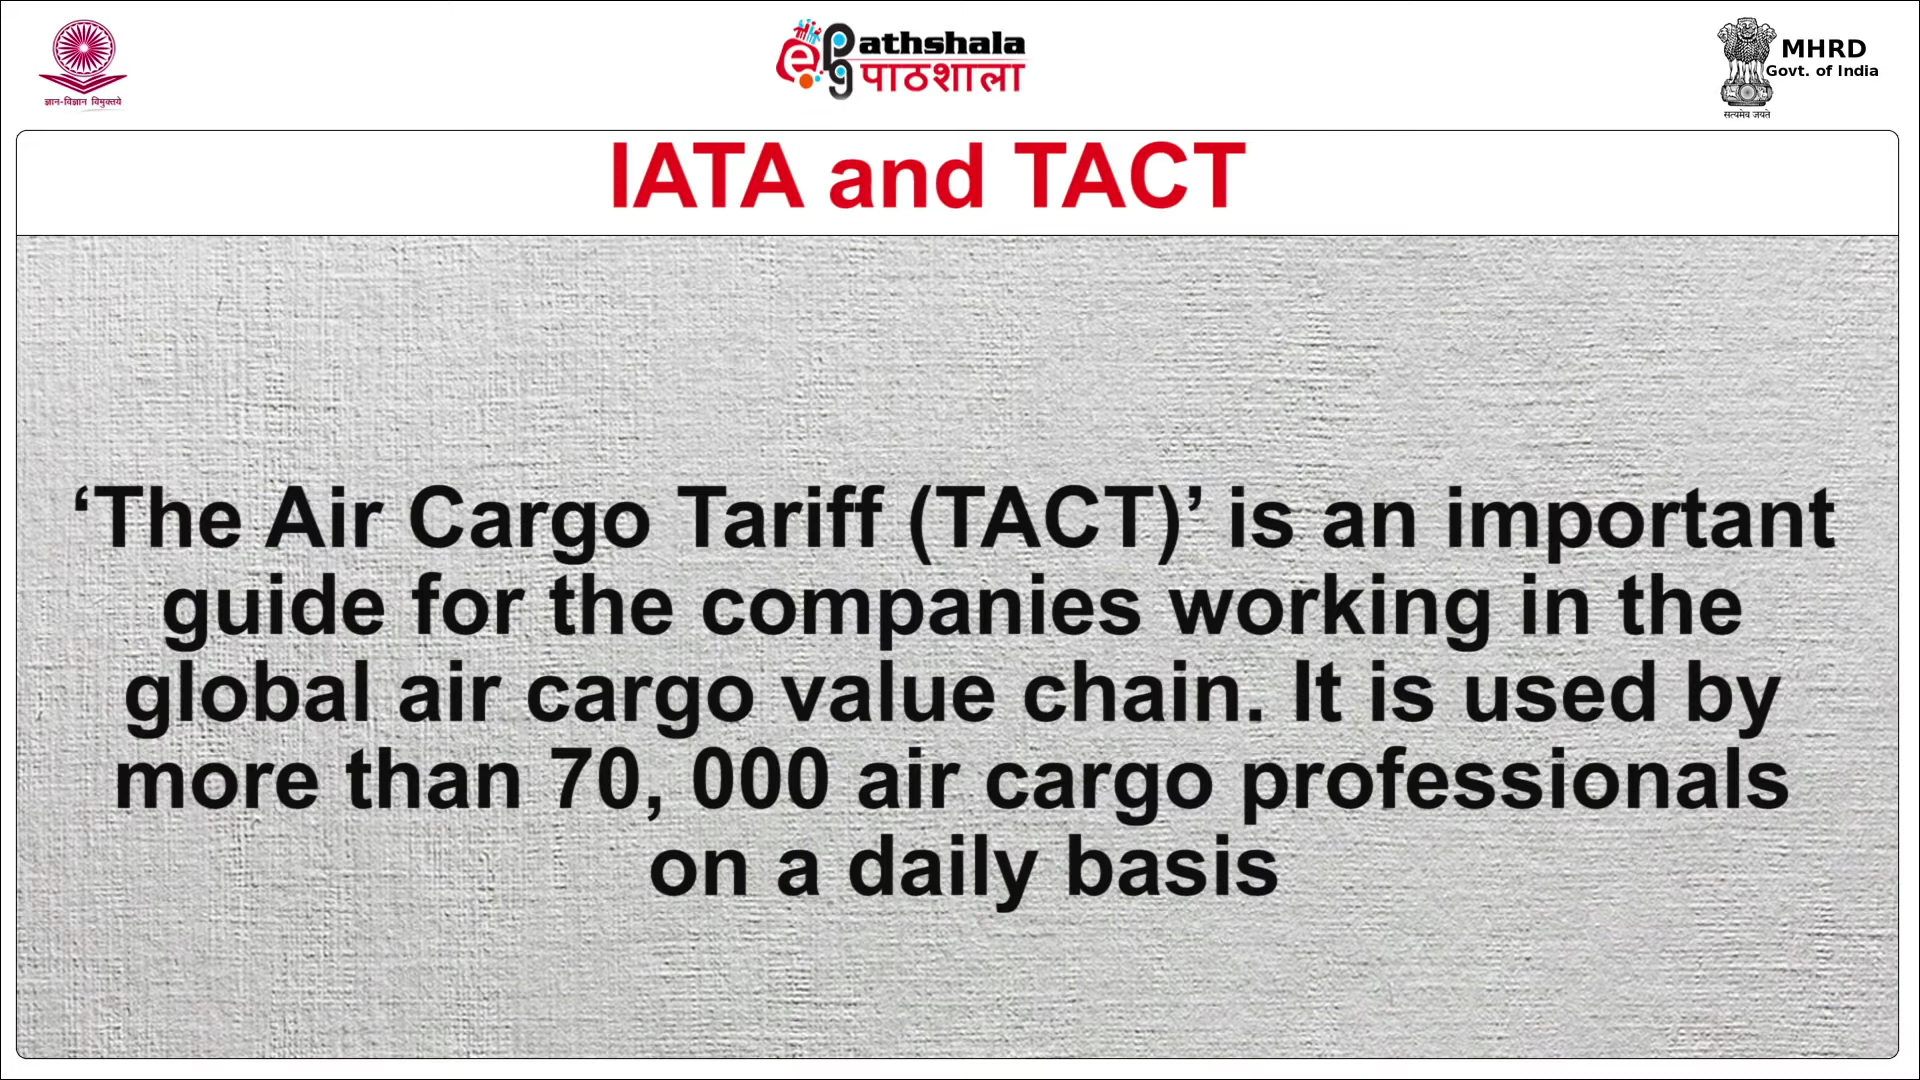 ज्ञान-विज्ञान विमुक्तये
ePGathshala
पाठशाला
MHRD
Govt. of India
सत्यमेव जयते
IATA and TACT
‘The Air Cargo Tariff (TACT)’ is an important
guide for the companies working in the
global air cargo value chain. It is used by
more than 70, 000 air cargo professionals
on a daily basis